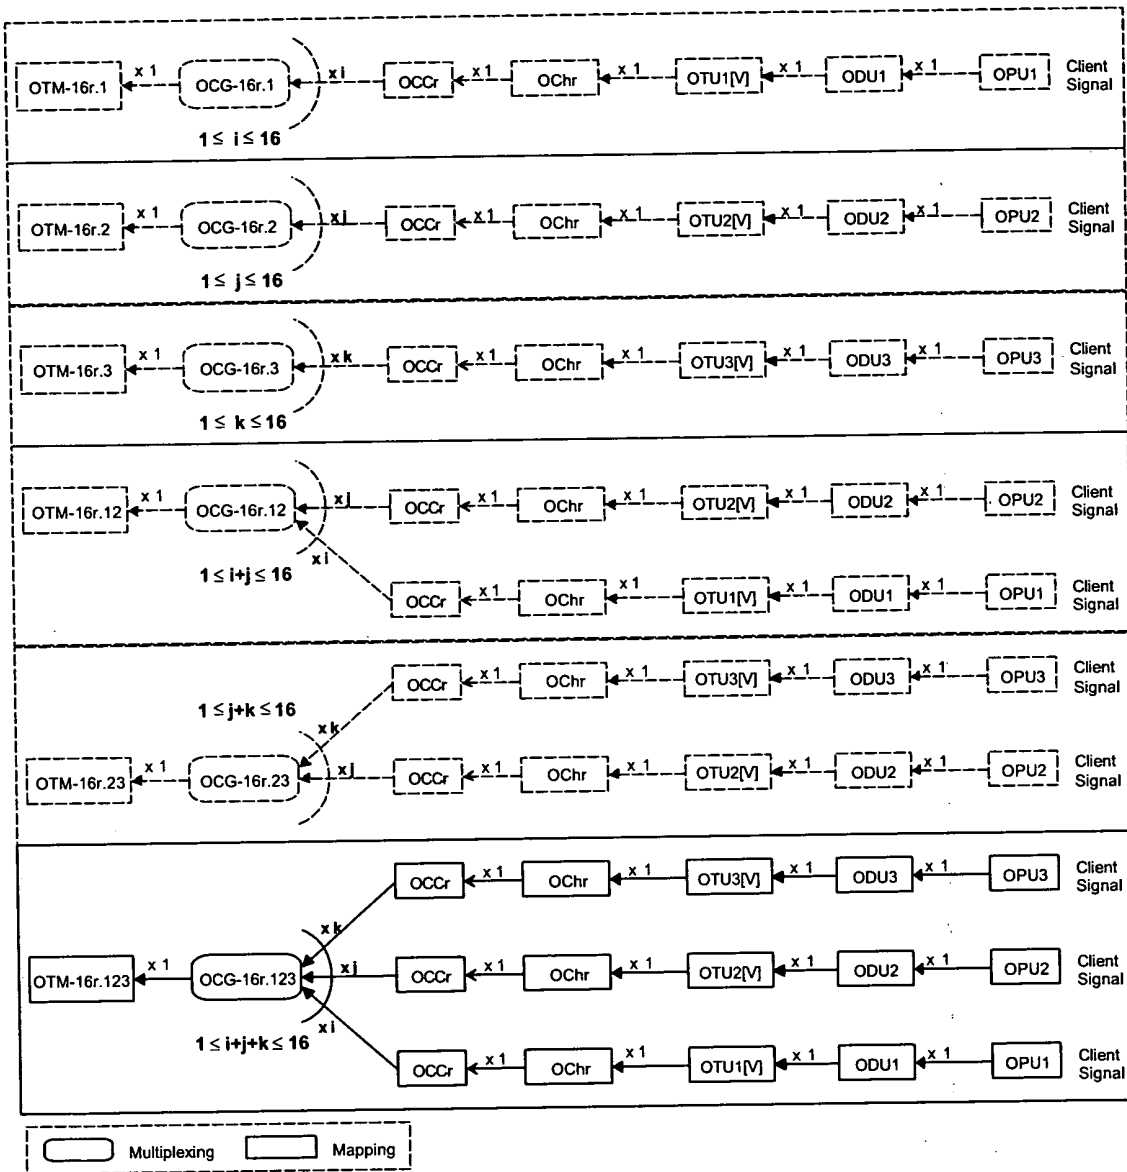 OTM-16r.1 x 1 OCG-16r.1 x i OCCr x 1 OChr x 1 OTU1[V] x 1 ODU1 x 1 OPU1 Client Signal
1 ≤ i ≤ 16
OTM-16r.2 x 1 OCG-16r.2 x j OCCr x 1 OChr x 1 OTU2[V] x 1 ODU2 x 1 OPU2 Client Signal
1 ≤ j ≤ 16
OTM-16r.3 x 1 OCG-16r.3 x k OCCr x 1 OChr x 1 OTU3[V] x 1 ODU3 x 1 OPU3 Client Signal
1 ≤ k ≤ 16
OTM-16r.12 x 1 OCG-16r.12 x j OCCr x 1 OChr x 1 OTU2[V] x 1 ODU2 x 1 OPU2 Client Signal
1 ≤ i+j ≤ 16
x i OCCr x 1 OChr x 1 OTU1[V] x 1 ODU1 x 1 OPU1 Client Signal
x k OCCr x 1 OChr x 1 OTU3[V] x 1 ODU3 x 1 OPU3 Client Signal
1 ≤ j+k ≤ 16
OTM-16r.23 x 1 OCG-16r.23 x j OCCr x 1 OChr x 1 OTU2[V] x 1 ODU2 x 1 OPU2 Client Signal
x k OCCr x 1 OChr x 1 OTU3[V] x 1 ODU3 x 1 OPU3 Client Signal
OTM-16r.123 x 1 OCG-16r.123 x j OCCr x 1 OChr x 1 OTU2[V] x 1 ODU2 x 1 OPU2 Client Signal
1 ≤ i+j+k ≤ 16
x i OCCr x 1 OChr x 1 OTU1[V] x 1 ODU1 x 1 OPU1 Client Signal
Multiplexing Mapping